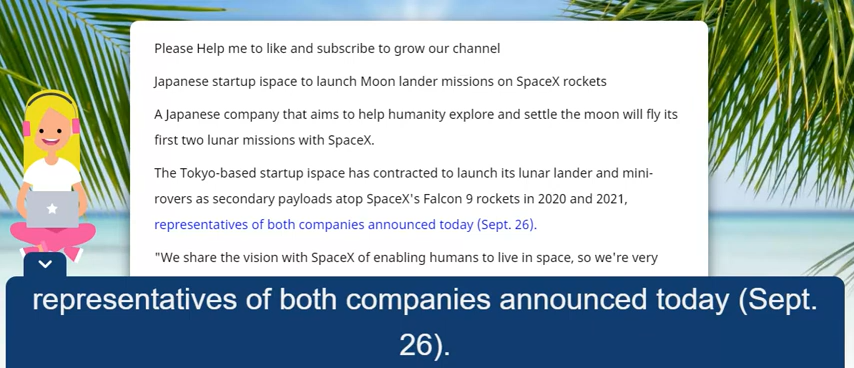 Please Help me to like and subscribe to grow our channel
Japanese startup ispace to launch Moon lander missions on SpaceX rockets
A Japanese company that aims to help humanity explore and settle the moon will fly its
first two lunar missions with SpaceX.
The Tokyo-based startup ispace has contracted to launch its lunar lander and mini-
rovers as secondary payloads atop SpaceX's Falcon 9 rockets in 2020 and 2021,
representatives of both companies announced today (Sept. 26).
"We share the vision with SpaceX of enabling humans to live in space, so we're very
representatives of both companies announced today (Sept.
26).